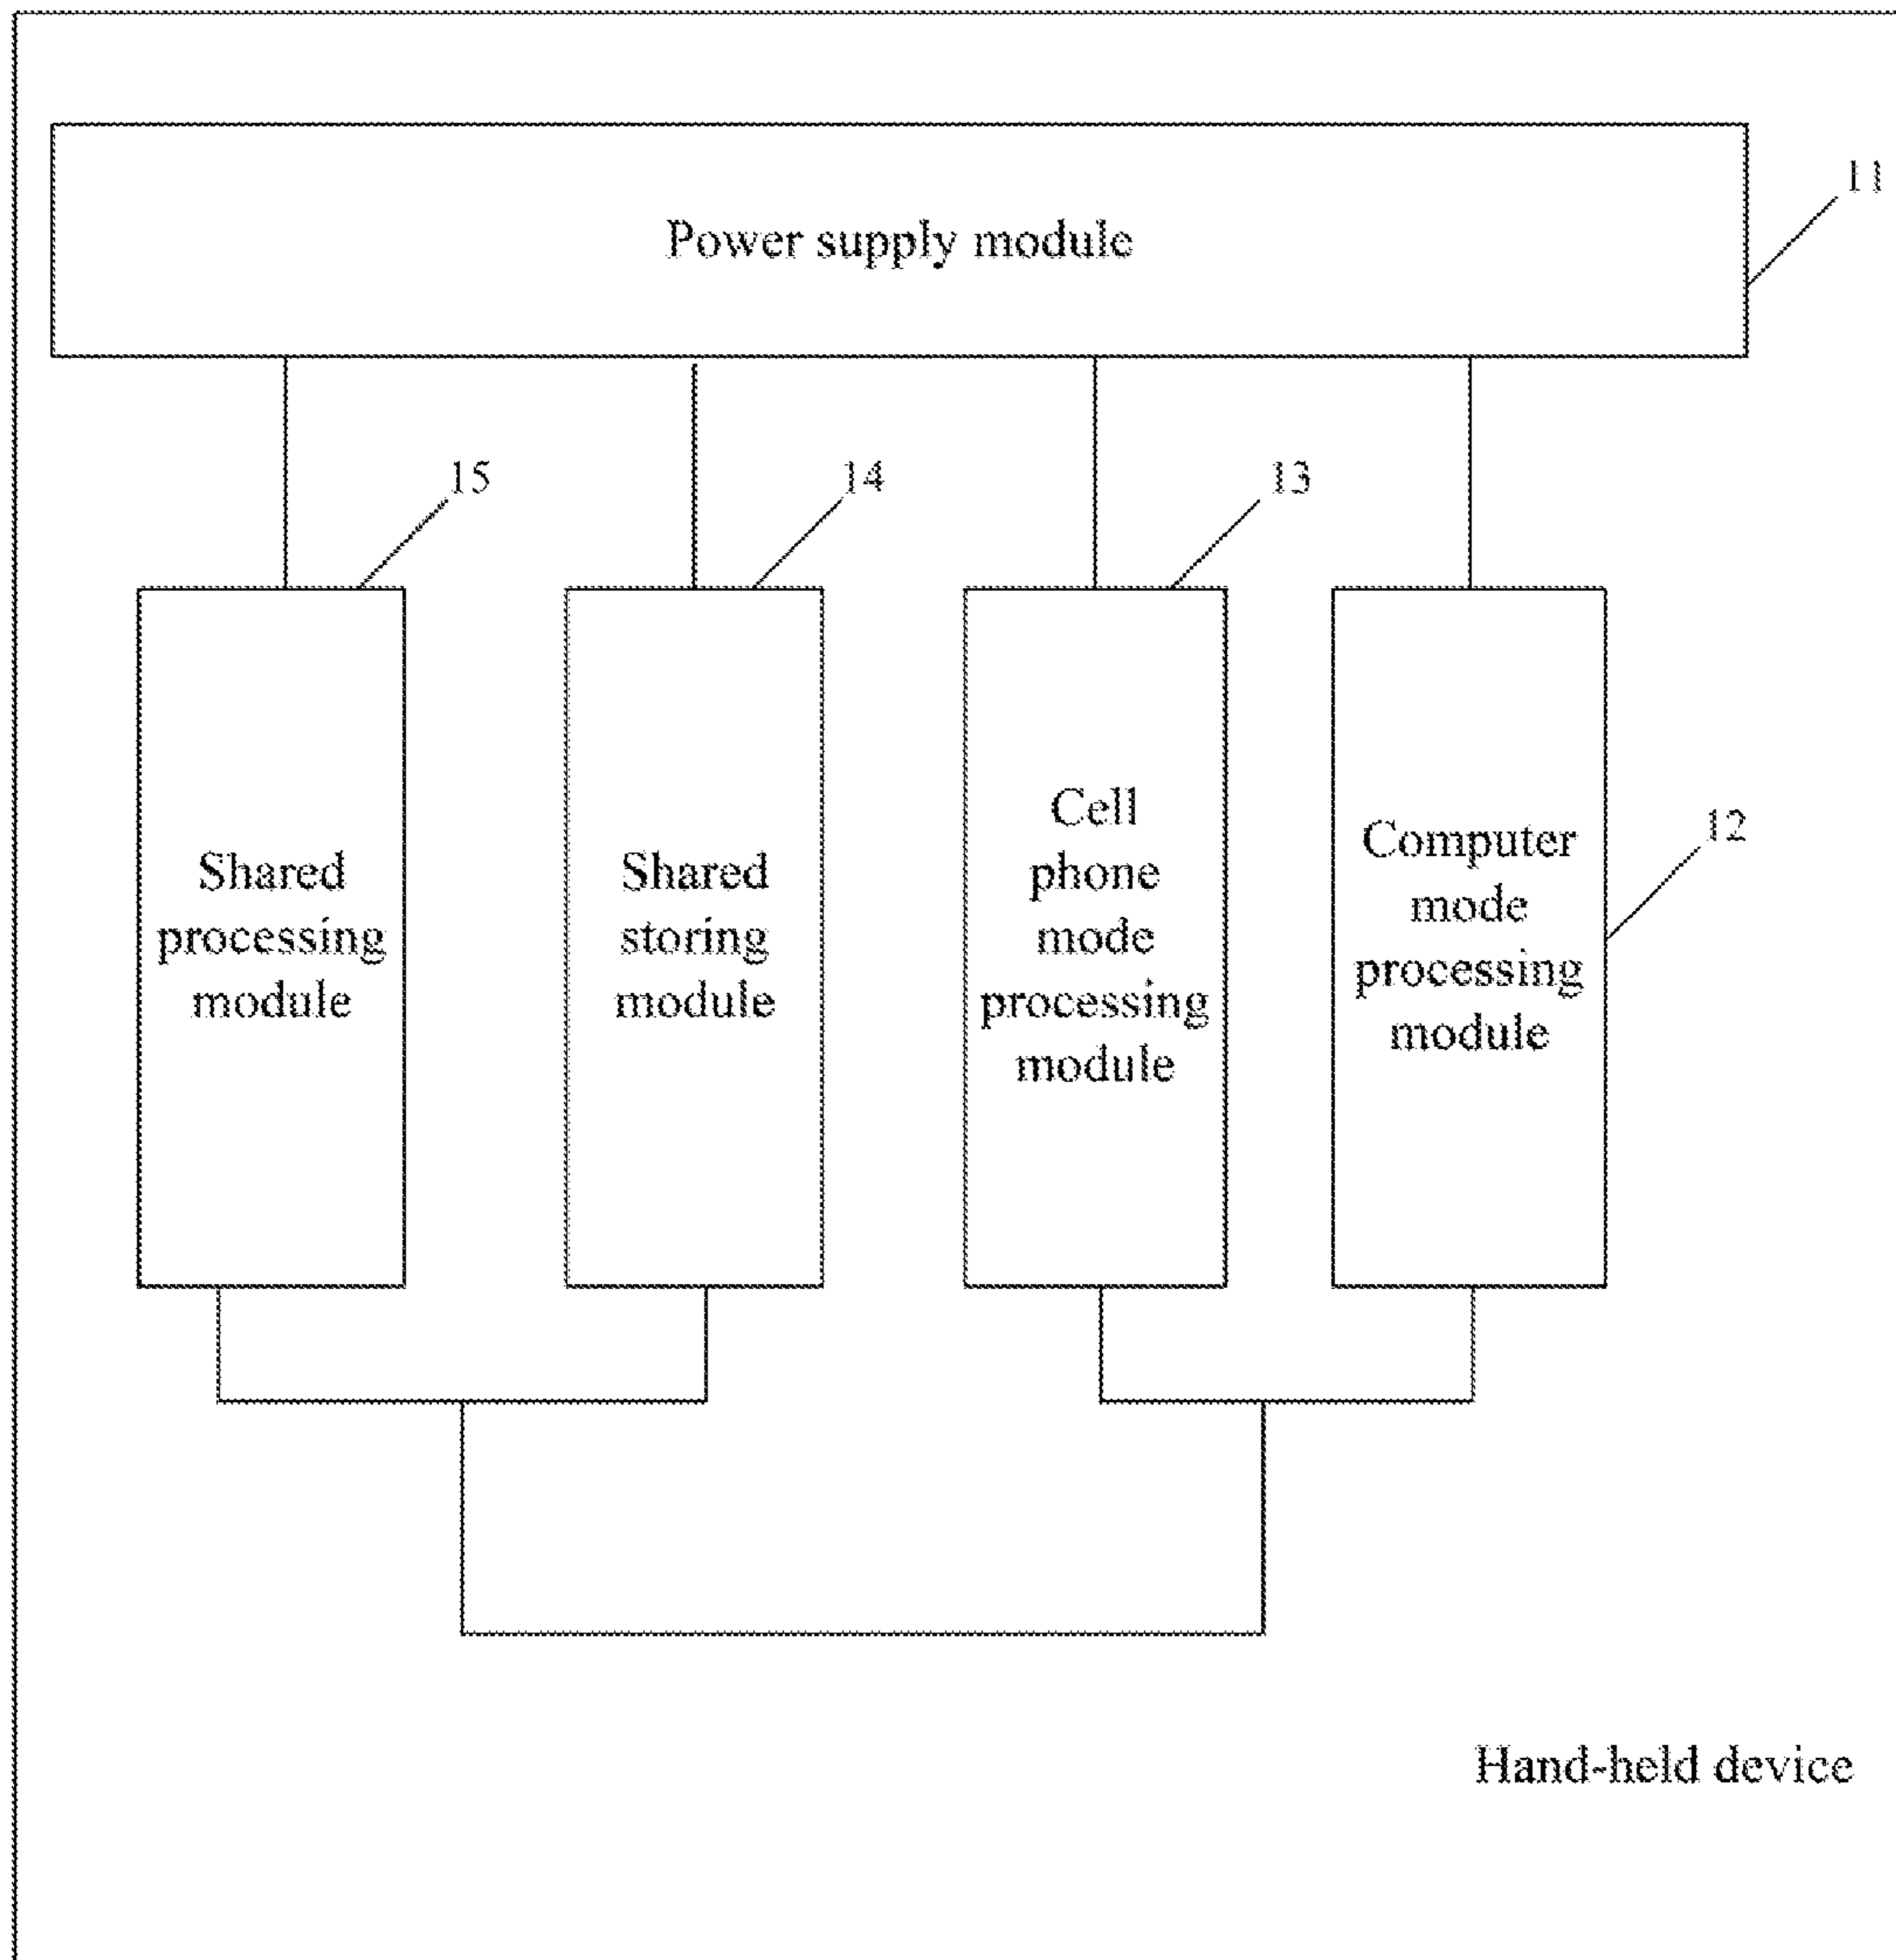 11
Power supply module
15
14
13
12
Shared
processing
module
Shared
storing
module
Cell
phone
mode
processing
module
Computer
mode
processing
module
Hand-held device